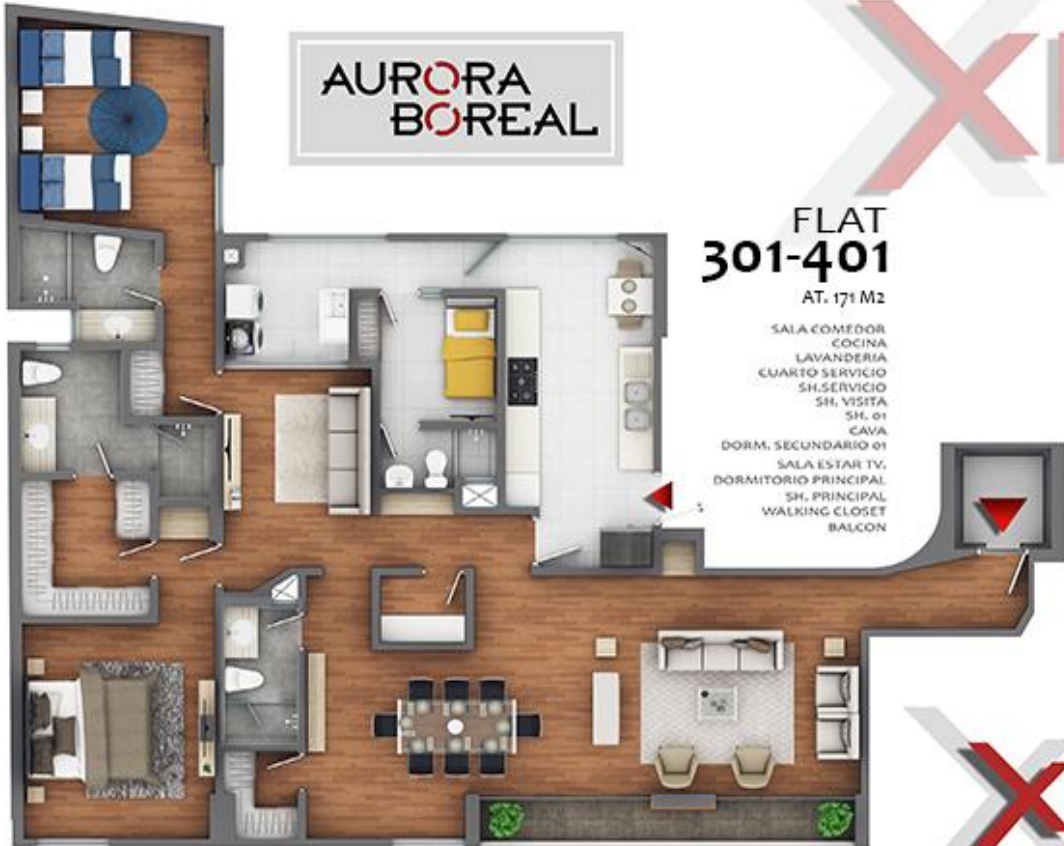 AURORA
BOREAL
FLAT
301-401
AT. 171 M2
SALA COMEDOR
COCINA
LAVANDERIA
CUARTO SERVICIO
SH.SERVICIO
SH. VISITA
SH. 01
CAVA
DORM. SECUNDARIO 01
SALA ESTAR TV.
DORMITORIO PRINCIPAL
SH. PRINCIPAL
WALKING CLOSET
BALCON